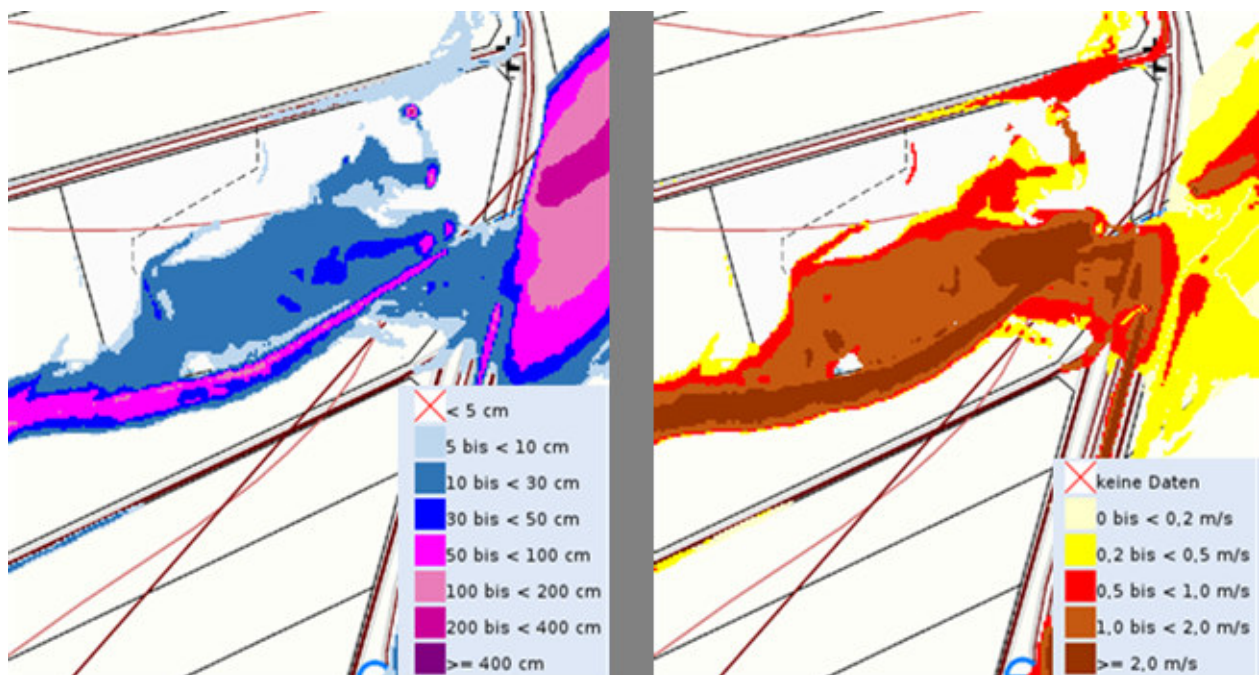 < 5 cm
5 bis < 10 cm
10 bis < 30 cm
30 bis < 50 cm
50 bis < 100 cm
100 bis < 200 cm
200 bis < 400 cm
>= 400 cm
keine Daten
0 bis < 0,2 m/s
0,2 bis < 0,5 m/s
0,5 bis < 1,0 m/s
1,0 bis < 2,0 m/s
>= 2,0 m/s